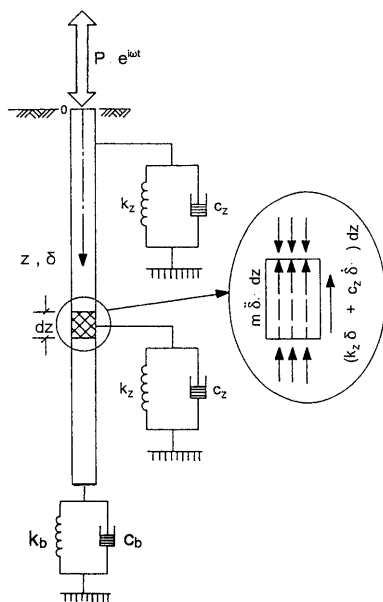 P e^{iωt}
0
k_z
c_z
z , δ
dz
m δ̈ dz
(k_z δ + c_z δ̇ ) dz
k_z
c_z
k_b
c_b